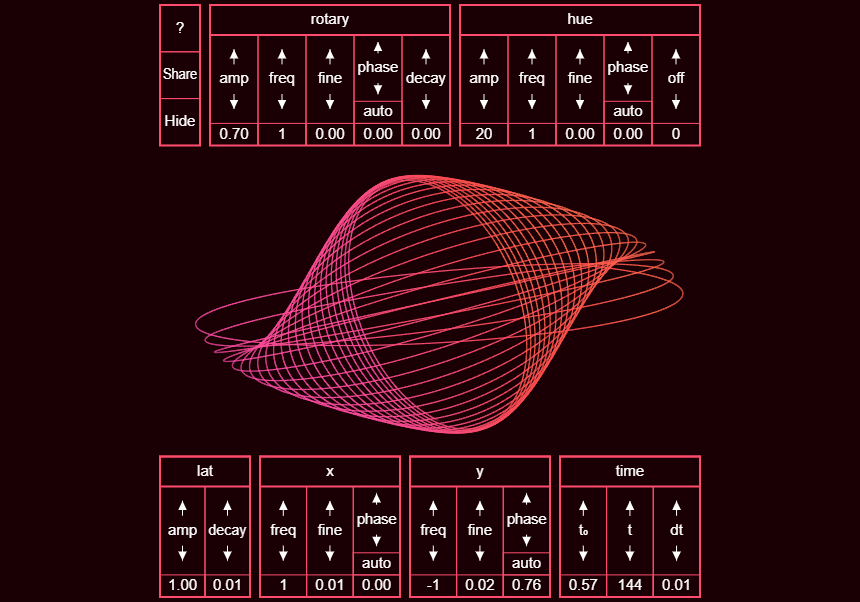 ?
Share
Hide
rotary
amp freq fine phase decay
auto
0.70 1 0.00 0.00 0.00
hue
amp freq fine phase off
auto
20 1 0.00 0.00 0
lat
amp decay
1.00 0.01
x
freq fine phase
auto
1 0.01 0.00
y
freq fine phase
auto
-1 0.02 0.76
time
t₀ t dt
0.57 144 0.01